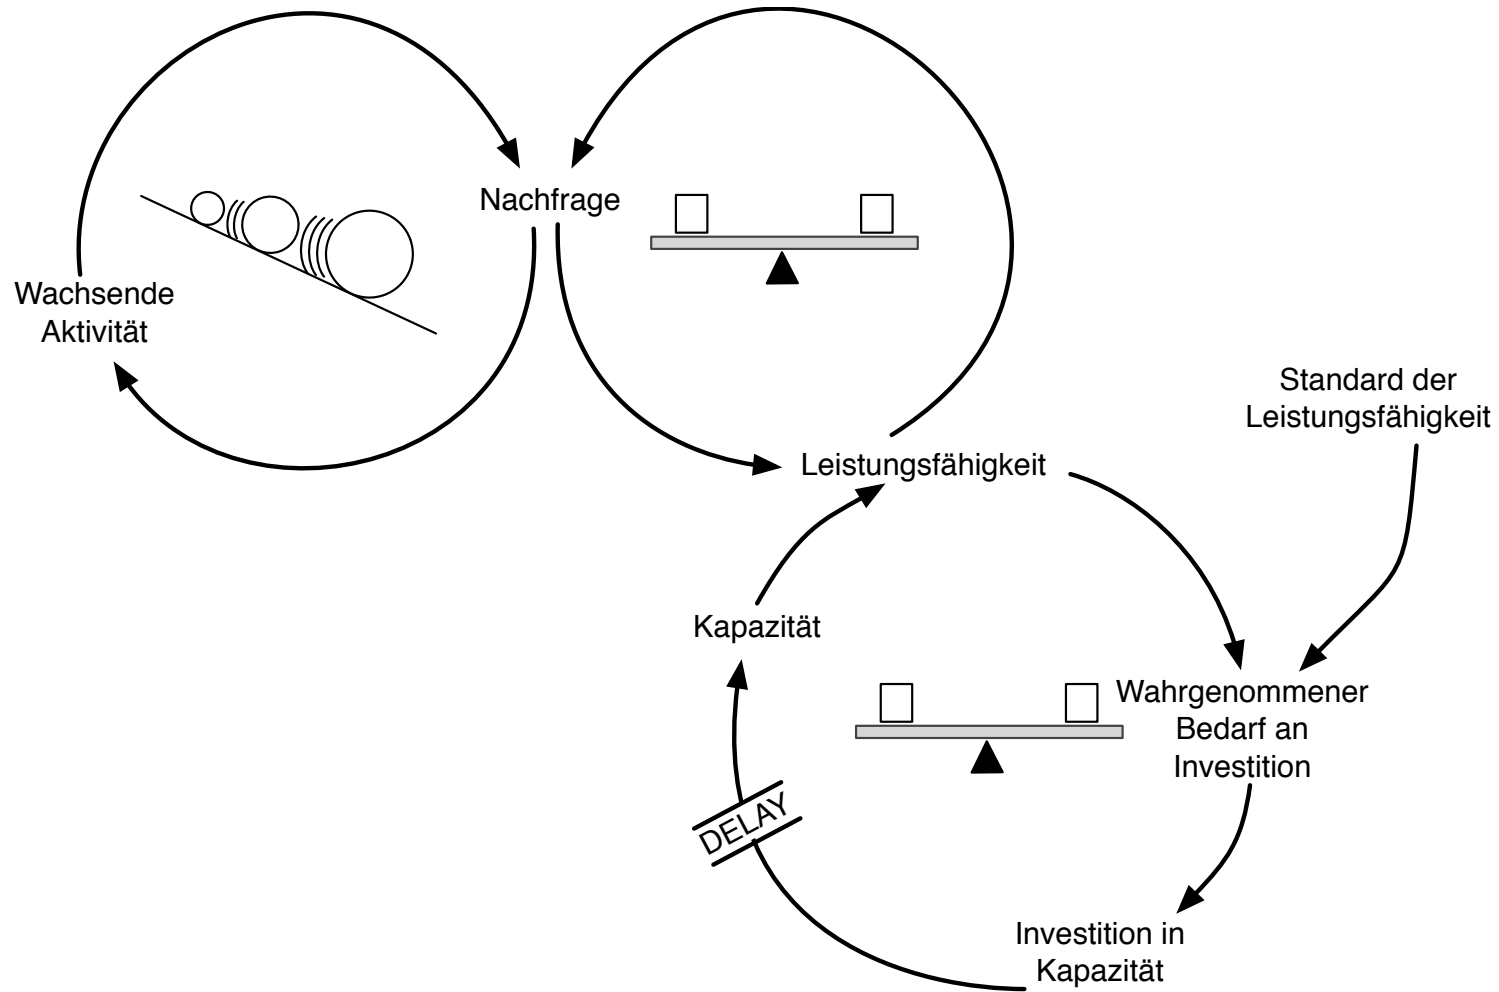 Nachfrage
Wachsende
Aktivität
Standard der
Leistungsfähigkeit
Leistungsfähigkeit
Kapazität
Wahrgenommener
Bedarf an
Investition
DELAY
Investition in
Kapazität